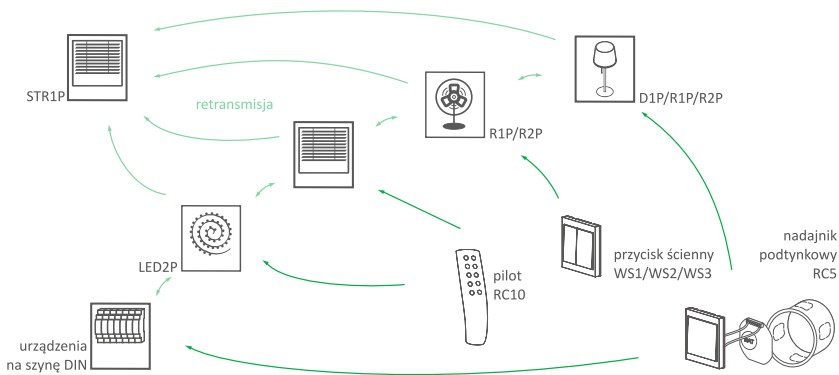 STR1P
retransmisja
D1P/R1P/R2P
R1P/R2P
LED2P
pilot
RC10
przycisk ścienny
WS1/WS2/WS3
nadajnik
podtynkowy
RC5
urządzenia
na szynę DIN